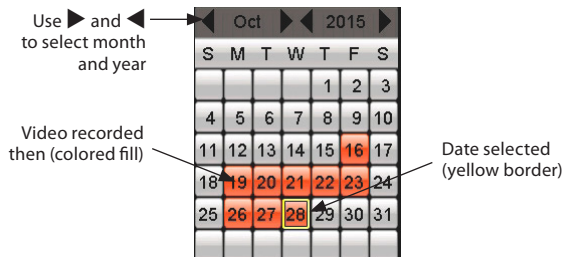 Use ▶ and ◀
to select month
and year
Oct 2015
S M T W T F S
1 2 3
4 5 6 7 8 9 10
11 12 13 14 15 16 17
18 19 20 21 22 23 24
25 26 27 28 29 30 31
Video recorded
then (colored fill)
Date selected
(yellow border)